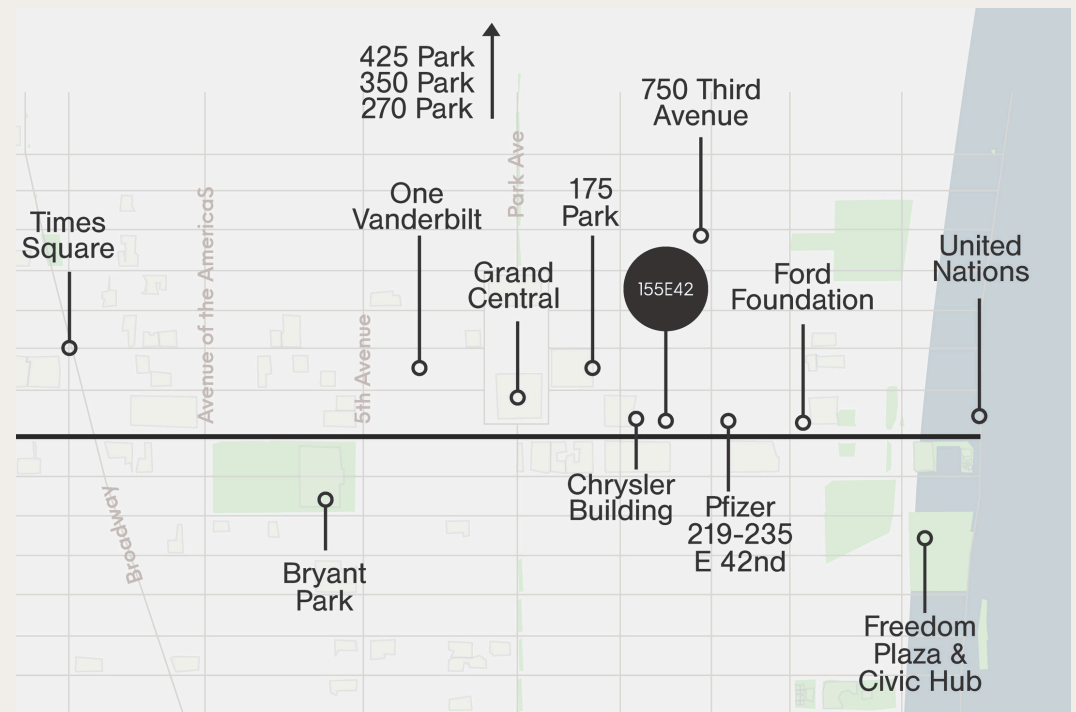 425 Park
350 Park
270 Park
750 Third
Avenue
Park Ave
One
Vanderbilt
175
Park
Times
Square
Avenue of the AmericaS
Grand
Central
155E42
Ford
Foundation
United
Nations
5th Avenue
Chrysler
Building
Pfizer
219-235
E 42nd
Broadway
Bryant
Park
Freedom
Plaza &
Civic Hub